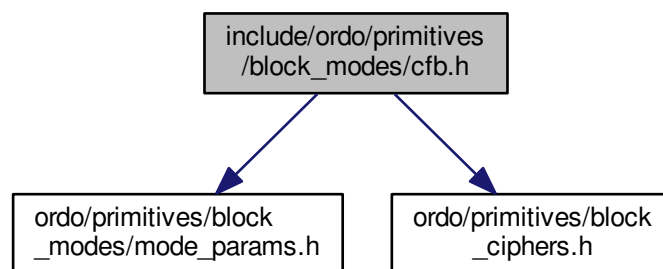 include/ordo/primitives
/block_modes/cfb.h
ordo/primitives/block
_modes/mode_params.h
ordo/primitives/block
_ciphers.h